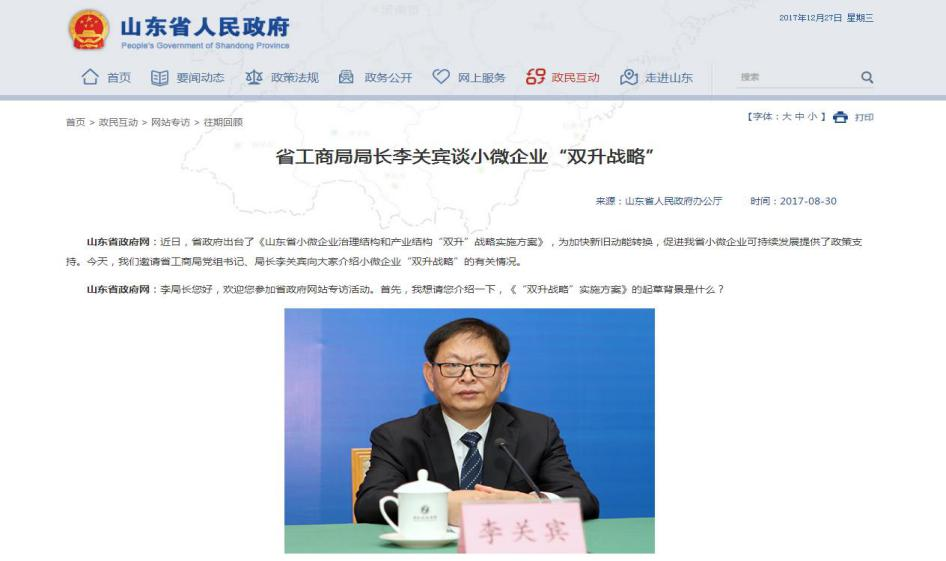 山东省人民政府
People's Government of Shandong Province
2017年12月27日 星期三
首页 要闻动态 政策法规 政务公开 网上服务 政民互动 走进山东 搜索
首页 > 政民互动 > 网站专访 > 往期回顾
【字体：大 中 小 】 打印
省工商局局长李关宾谈小微企业“双升战略”
来源：山东省人民政府办公厅 时间：2017-08-30
山东省政府网：近日，省政府出台了《山东省小微企业治理结构和产业结构“双升”战略实施方案》，为加快新旧动能转换，促进我省小微企业可持续发展提供了政策支
持。今天，我们邀请省工商局党组书记、局长李关宾向大家介绍小微企业“双升战略”的有关情况。
山东省政府网：李局长您好，欢迎您参加省政府网站专访活动。首先，我想请您介绍一下，《“双升战略”实施方案》的起草背景是什么？
李关宾